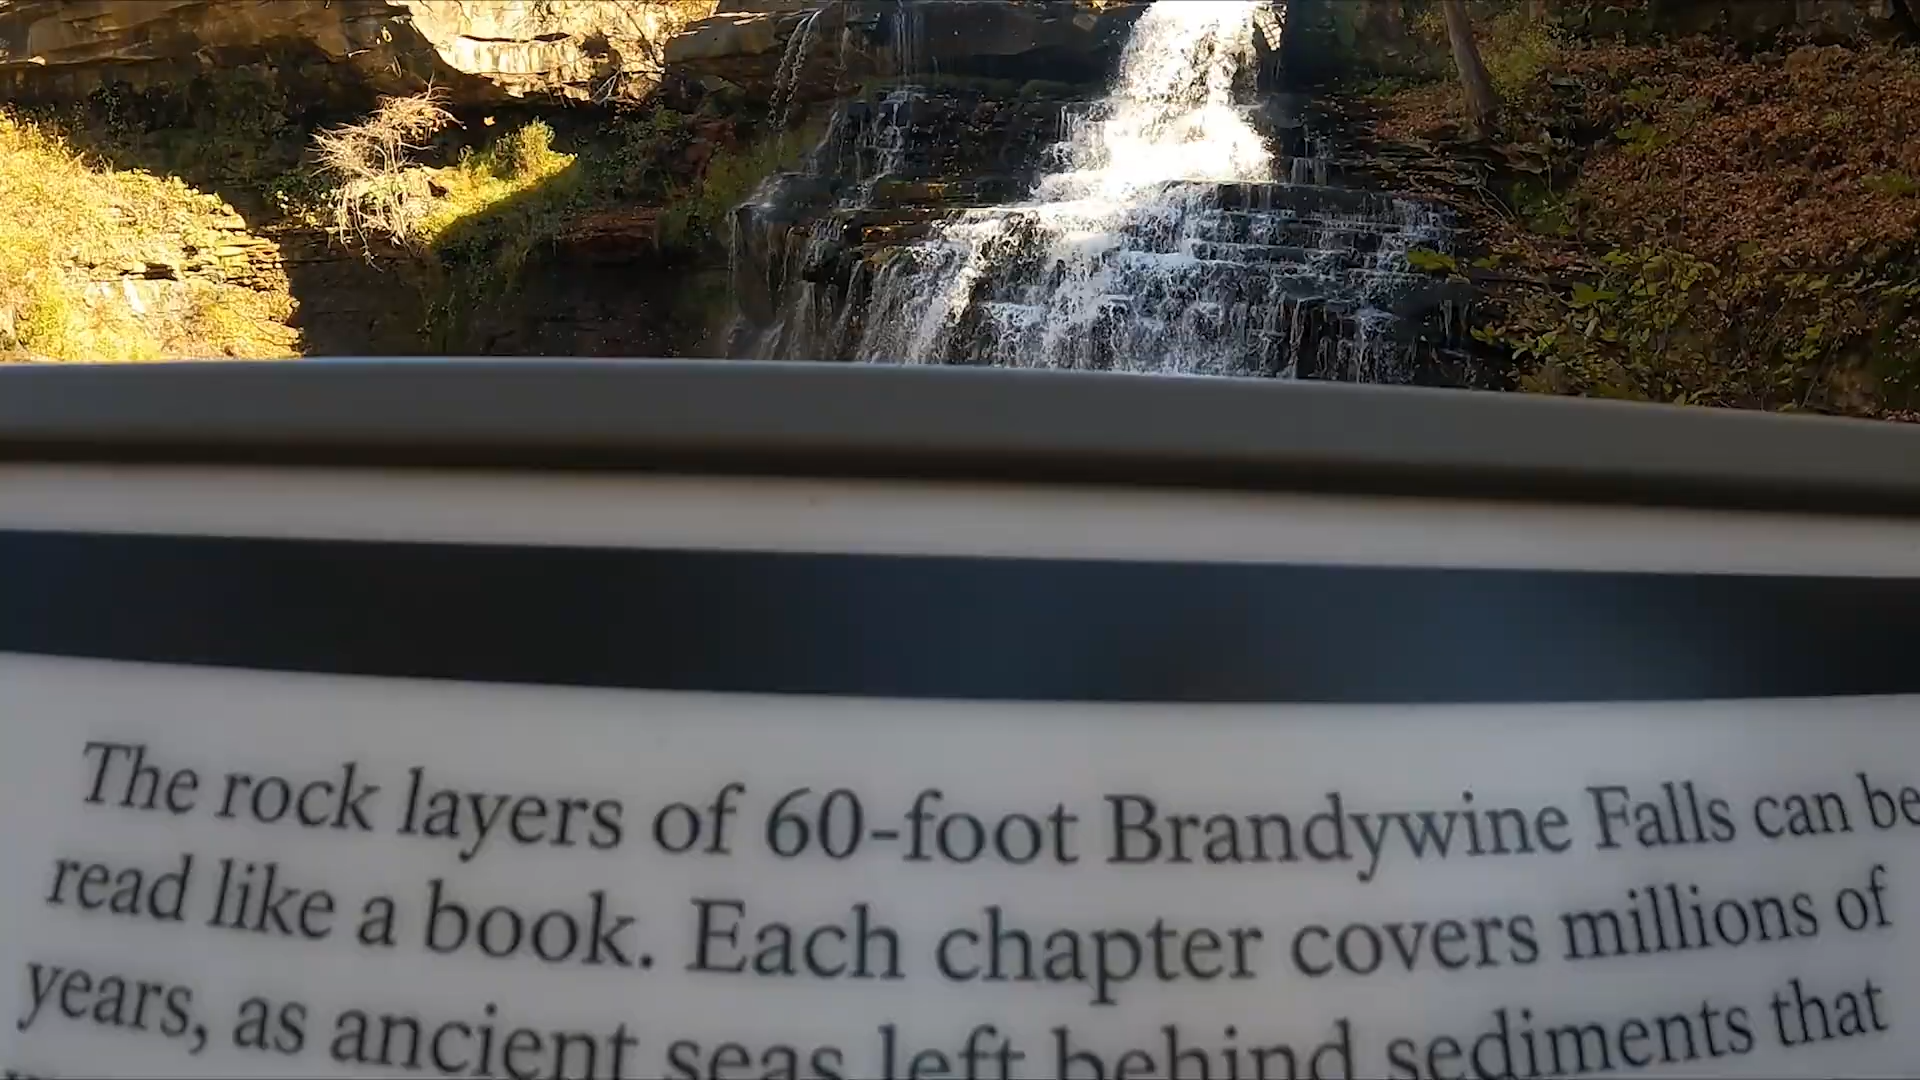 The rock layers of 60-foot Brandywine Falls can be
read like a book. Each chapter covers millions of
years, as ancient seas left behind sediments that